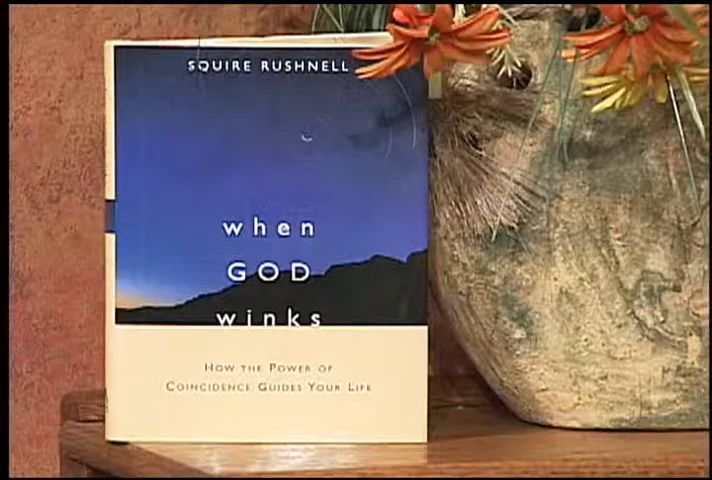 SQUIRE RUSHNELL
when
GOD
winks
HOW THE POWER OF
COINCIDENCE GUIDES YOUR LIFE